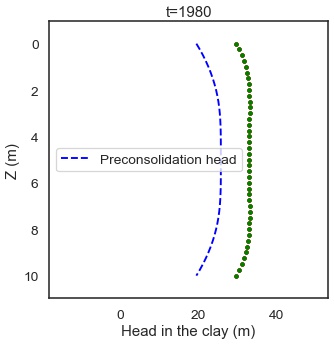 t=1980
0
2
4
Preconsolidation head
6
8
10
Z (m)
0
20
40
Head in the clay (m)